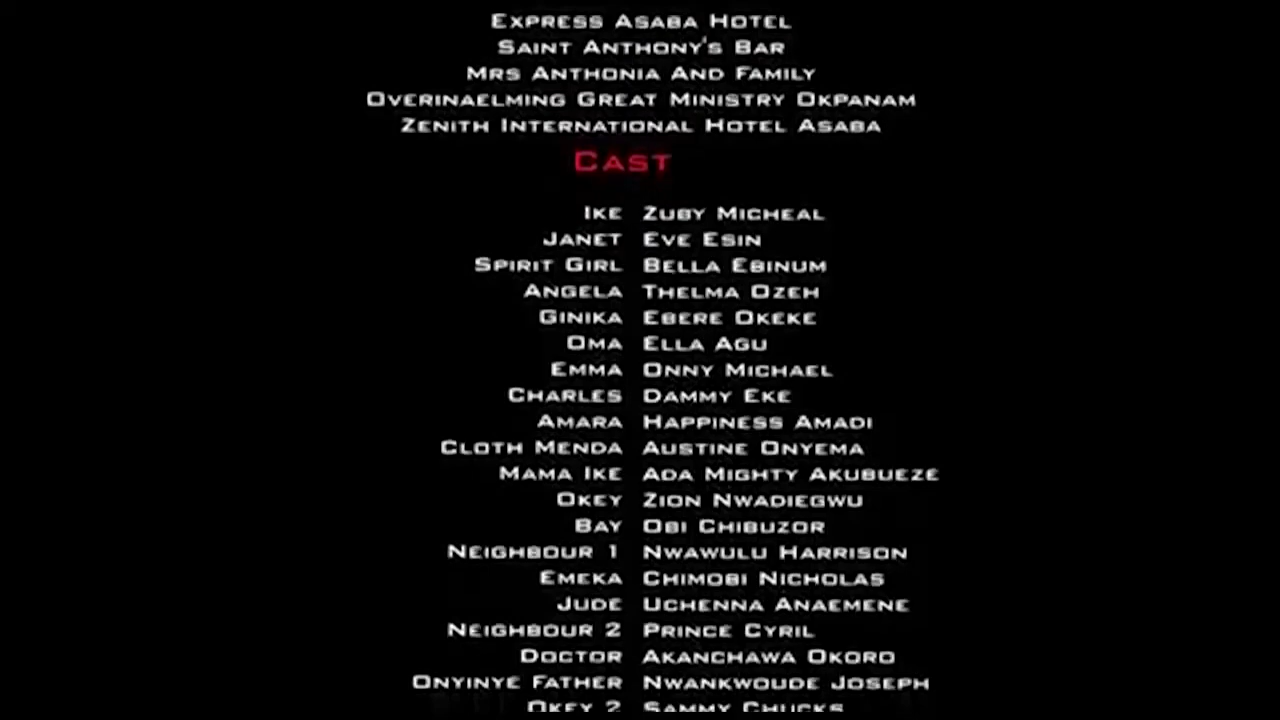 Express Asaba Hotel
Saint Anthony's Bar
Mrs Anthonia And Family
Overinaelming Great Ministry Okpanam
Zenith International Hotel Asaba
Cast
Ike Zuby Micheal
Janet Eve Esin
Spirit Girl Bella Ebinum
Angela Thelma Ozeh
Ginika Ebere Okeke
Oma Ella Agu
Emma Onny Michael
Charles Dammy Eke
Amara Happiness Amadi
Cloth Menda Austine Onyema
Mama Ike Ada Mighty Akubueze
Okey Zion Nwadiegwu
Bay Obi Chibuzor
Neighbour 1 Nwawulu Harrison
Emeka Chimobi Nicholas
Jude Uchenna Anaemene
Neighbour 2 Prince Cyril
Doctor Akanchawa Okoro
Onyinye Father Nwankwoude Joseph
Okey 2 Sammy Chucks